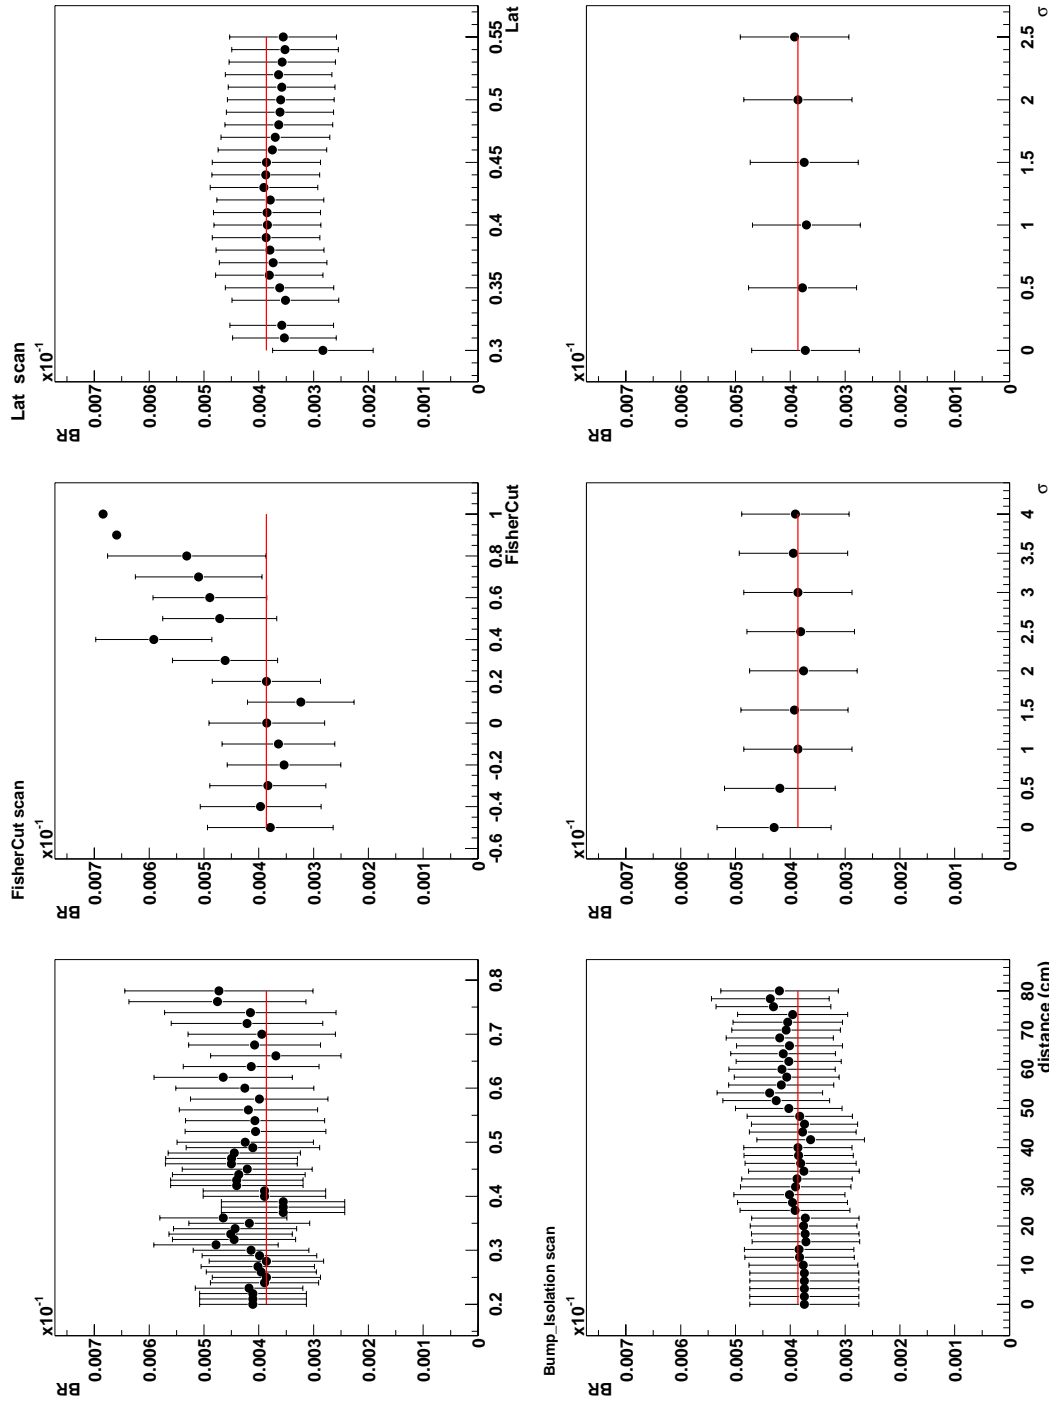 x10⁻¹
BR
0.007
0.006
0.005
0.004
0.003
0.002
0.001
0
0.2 0.3 0.4 0.5 0.6 0.7 0.8
FisherCut scan
x10⁻¹
BR
0.007
0.006
0.005
0.004
0.003
0.002
0.001
0
-0.6 -0.4 -0.2 0 0.2 0.4 0.6 0.8 1
FisherCut
Lat scan
x10⁻¹
BR
0.007
0.006
0.005
0.004
0.003
0.002
0.001
0
0.3 0.35 0.4 0.45 0.5 0.55
Lat
Bump_Isolation scan
x10⁻¹
BR
0.007
0.006
0.005
0.004
0.003
0.002
0.001
0
0 10 20 30 40 50 60 70 80
distance (cm)
x10⁻¹
BR
0.007
0.006
0.005
0.004
0.003
0.002
0.001
0
0 0.5 1 1.5 2 2.5 3 3.5 4
σ
x10⁻¹
BR
0.007
0.006
0.005
0.004
0.003
0.002
0.001
0
0 0.5 1 1.5 2 2.5
σ